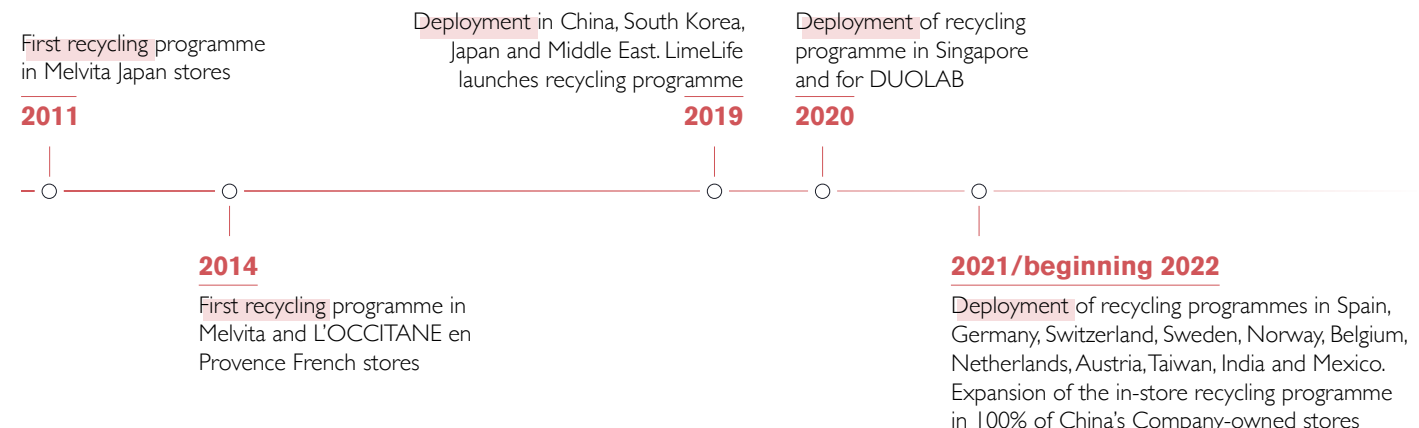 First recycling programme
in Melvita Japan stores
2011
2014
First recycling programme in
Melvita and L'OCCITANE en
Provence French stores
Deployment in China, South Korea,
Japan and Middle East. LimeLife
launches recycling programme
2019
Deployment of recycling
programme in Singapore
and for DUOLAB
2020
2021/beginning 2022
Deployment of recycling programmes in Spain,
Germany, Switzerland, Sweden, Norway, Belgium,
Netherlands, Austria, Taiwan, India and Mexico.
Expansion of the in-store recycling programme
in 100% of China's Company-owned stores